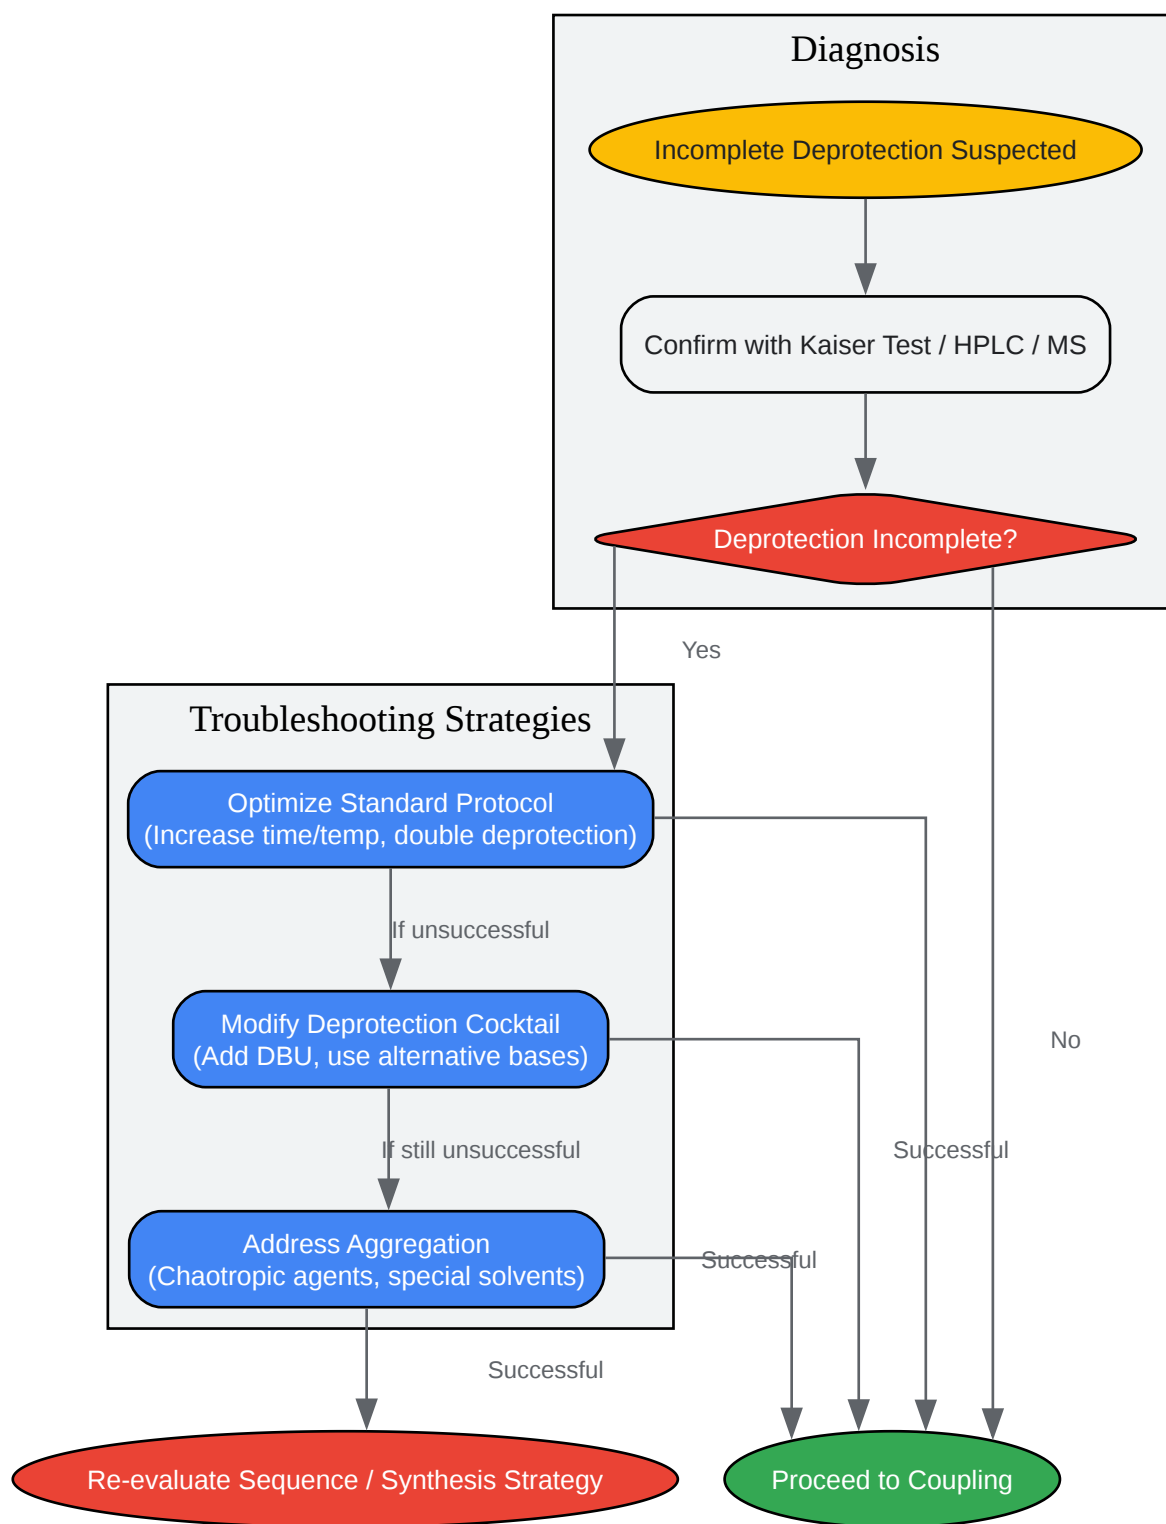 Diagnosis
Incomplete Deprotection Suspected
Confirm with Kaiser Test / HPLC / MS
Deprotection Incomplete?
Yes
Troubleshooting Strategies
Optimize Standard Protocol
(Increase time/temp, double deprotection)
If unsuccessful
Modify Deprotection Cocktail
(Add DBU, use alternative bases)
No
If still unsuccessful
Successful
Address Aggregation
(Chaotropic agents, special solvents)
Successful
Successful
Re-evaluate Sequence / Synthesis Strategy
Proceed to Coupling